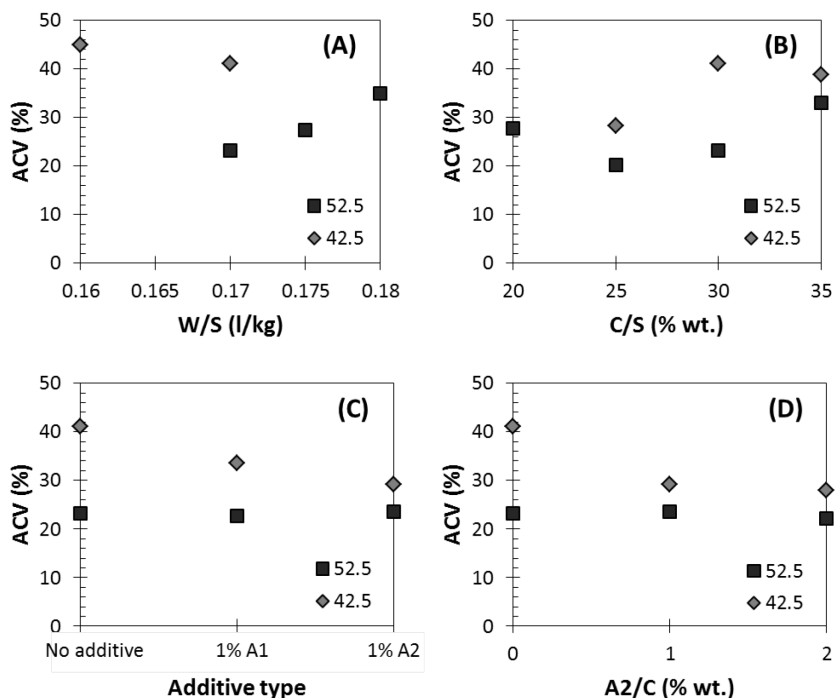 50
40
30
20
10
0
ACV (%)
(A)
52.5
42.5
0.16 0.165 0.17 0.175 0.18
W/S (l/kg)
50
40
30
20
10
0
ACV (%)
(B)
52.5
42.5
20 25 30 35
C/S (% wt.)
50
40
30
20
10
0
ACV (%)
(C)
52.5
42.5
No additive 1% A1 1% A2
Additive type
50
40
30
20
10
0
ACV (%)
(D)
52.5
42.5
0 1 2
A2/C (% wt.)